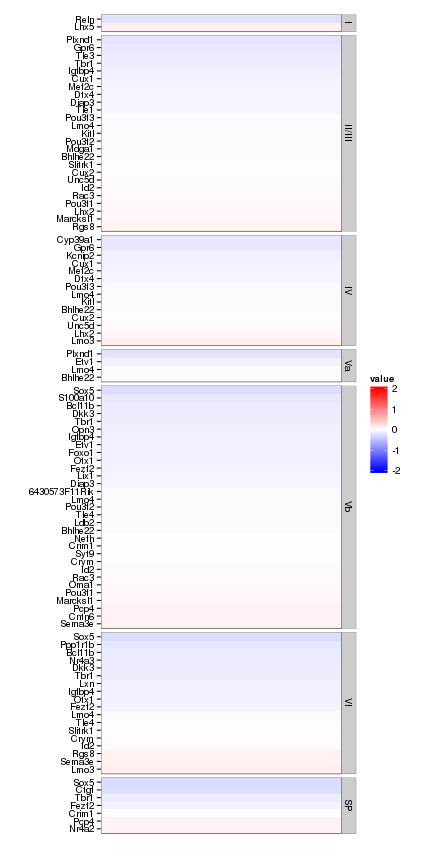 Reln
Lhx5
I
Plxnd1
Gpr6
Tle3
Tbr1
Igfbp4
Cux1
Mef2c
Dtx4
Diap3
Tle1
Pou3f3
Lmo4
Kitl
Pou3f2
Mdga1
Bhlhe22
Slitrk1
Cux2
Unc5d
Id2
Rac3
Pou3f1
Lhx2
Marcksl1
Rgs8
II/III
Cyp39a1
Gpr6
Kcnip2
Cux1
Mef2c
Dtx4
Pou3f3
Lmo4
Kitl
Bhlhe22
Cux2
Unc5d
Lhx2
Lmo3
IV
Plxnd1
Etv1
Lmo4
Bhlhe22
Va
Sox5
S100a10
Bcl11b
Dkk3
Tbr1
Opn3
Igfbp4
Etv1
Foxo1
Otx1
Fezf2
Lix1
Diap3
6430573F11Rik
Lmo4
Pou3f2
Tle4
Ldb2
Bhlhe22
Nefh
Crim1
Syt9
Crym
Id2
Rac3
Oma1
Pou3f1
Marcksl1
Pcp4
Cntn6
Sema3e
Vb
Sox5
Ppp1r1b
Bcl11b
Nr4a3
Dkk3
Tbr1
Lxn
Igfbp4
Otx1
Fezf2
Lmo4
Tle4
Slitrk1
Crym
Id2
Rgs8
Sema3e
Lmo3
VI
Sox5
Ctgf
Tbr1
Fezf2
Crim1
Pcp4
Nr4a2
SP
value
2
1
0
-1
-2